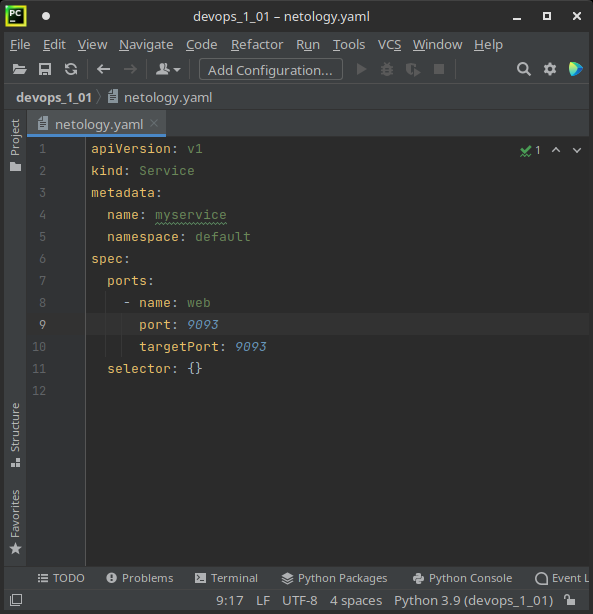 PC
devops_1_01 – netology.yaml
File Edit View Navigate Code Refactor Run Tools VCS Window Help
Add Configuration...
devops_1_01 netology.yaml
Project
netology.yaml
1 apiVersion: v1
2 kind: Service
3 metadata:
4 name: myservice
5 namespace: default
6 spec:
7 ports:
8 - name: web
9 port: 9093
10 targetPort: 9093
11 selector: {}
12
1
Structure
Favorites
TODO Problems Terminal Python Packages Python Console Event L
9:17 LF UTF-8 4 spaces Python 3.9 (devops_1_01)